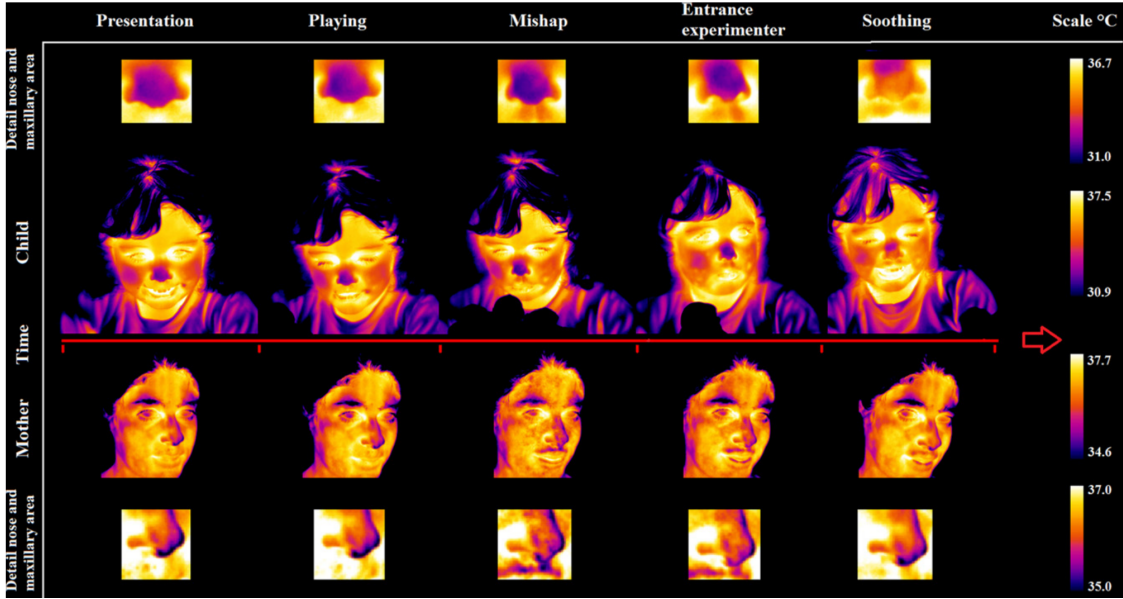 Presentation
Playing
Mishap
Entrance
experimenter
Soothing
Scale °C
Detail nose and
maxillary area
36.7
31.0
Child
37.5
30.9
Time
Mother
37.7
34.6
Detail nose and
maxillary area
37.0
35.0